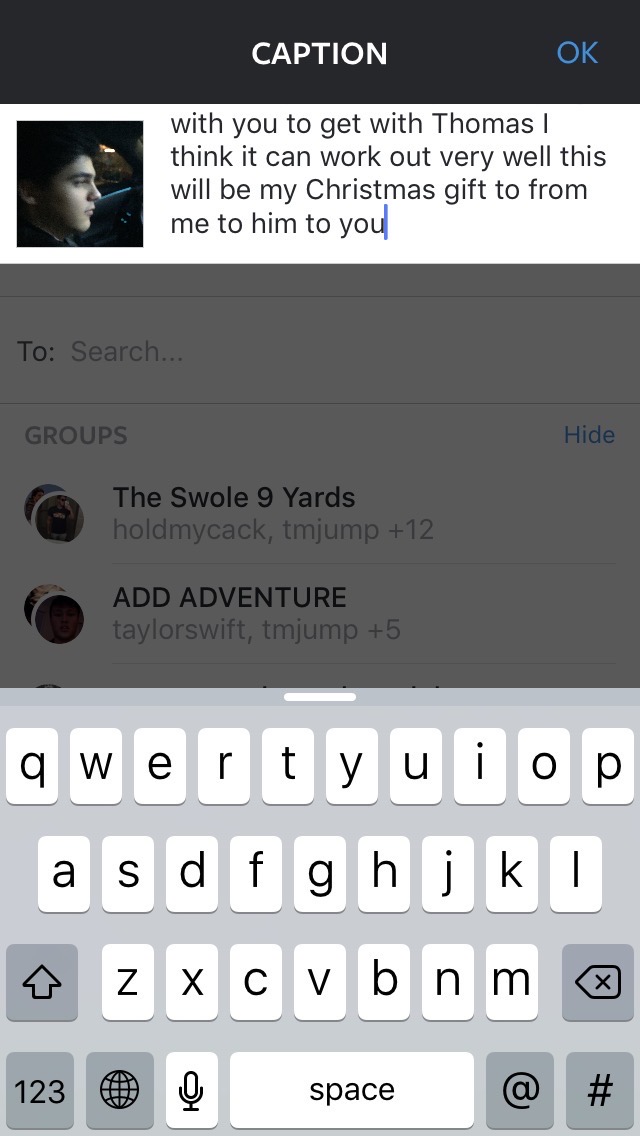 CAPTION
OK
with you to get with Thomas I
think it can work out very well this
will be my Christmas gift to from
me to him to you
To: Search...
GROUPS
Hide
The Swole 9 Yards
holdmycack, tmjump +12
ADD ADVENTURE
taylorswift, tmjump +5
q w e r t y u i o p
a s d f g h j k l
z x c v b n m
123 space @ #